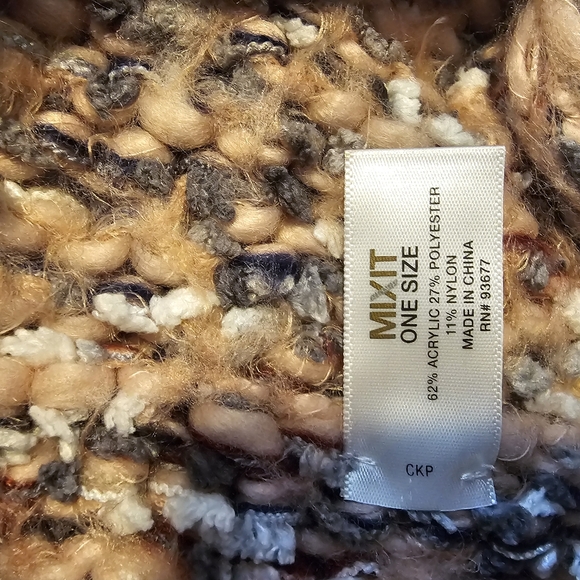 MIXIT
ONE SIZE
62% ACRYLIC 27% POLYESTER
11% NYLON
MADE IN CHINA
RN# 93677
CKP